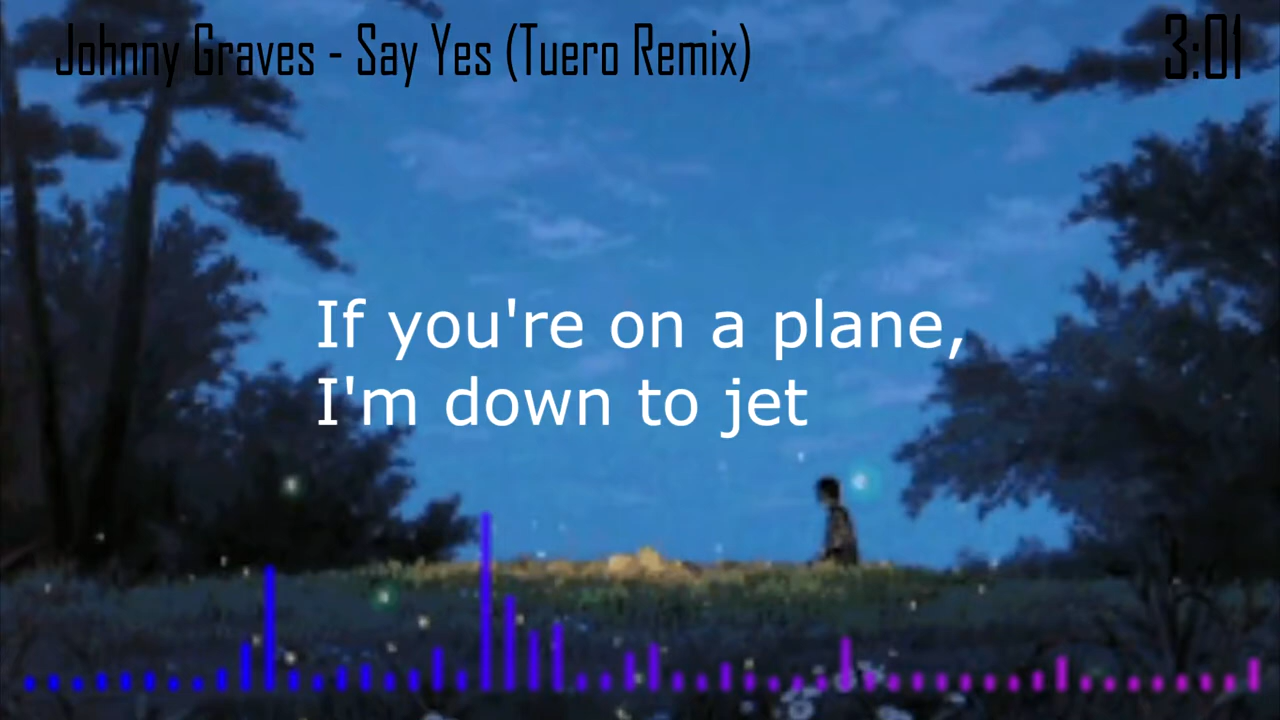 Johnny Graves - Say Yes (Tuero Remix)
3:01
If you're on a plane,
I'm down to jet